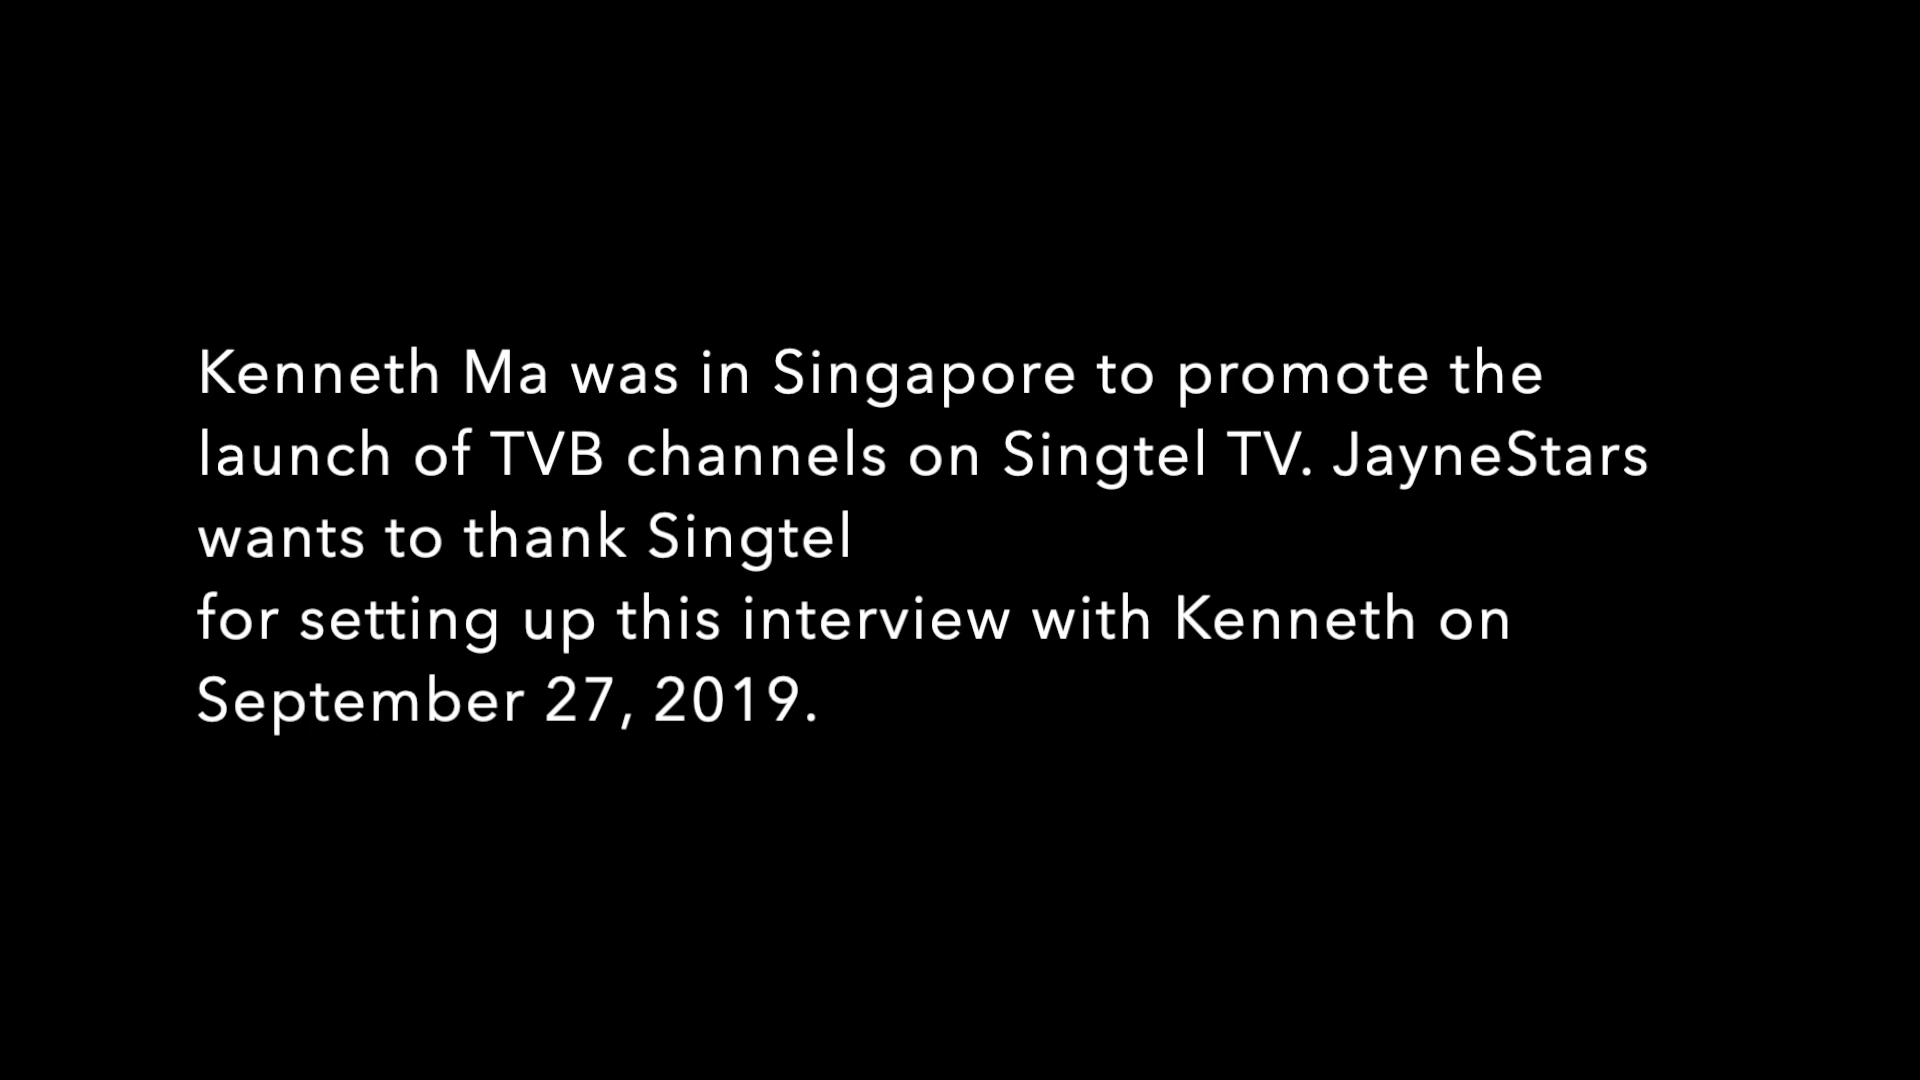 Kenneth Ma was in Singapore to promote the
launch of TVB channels on Singtel TV. JayneStars
wants to thank Singtel
for setting up this interview with Kenneth on
September 27, 2019.